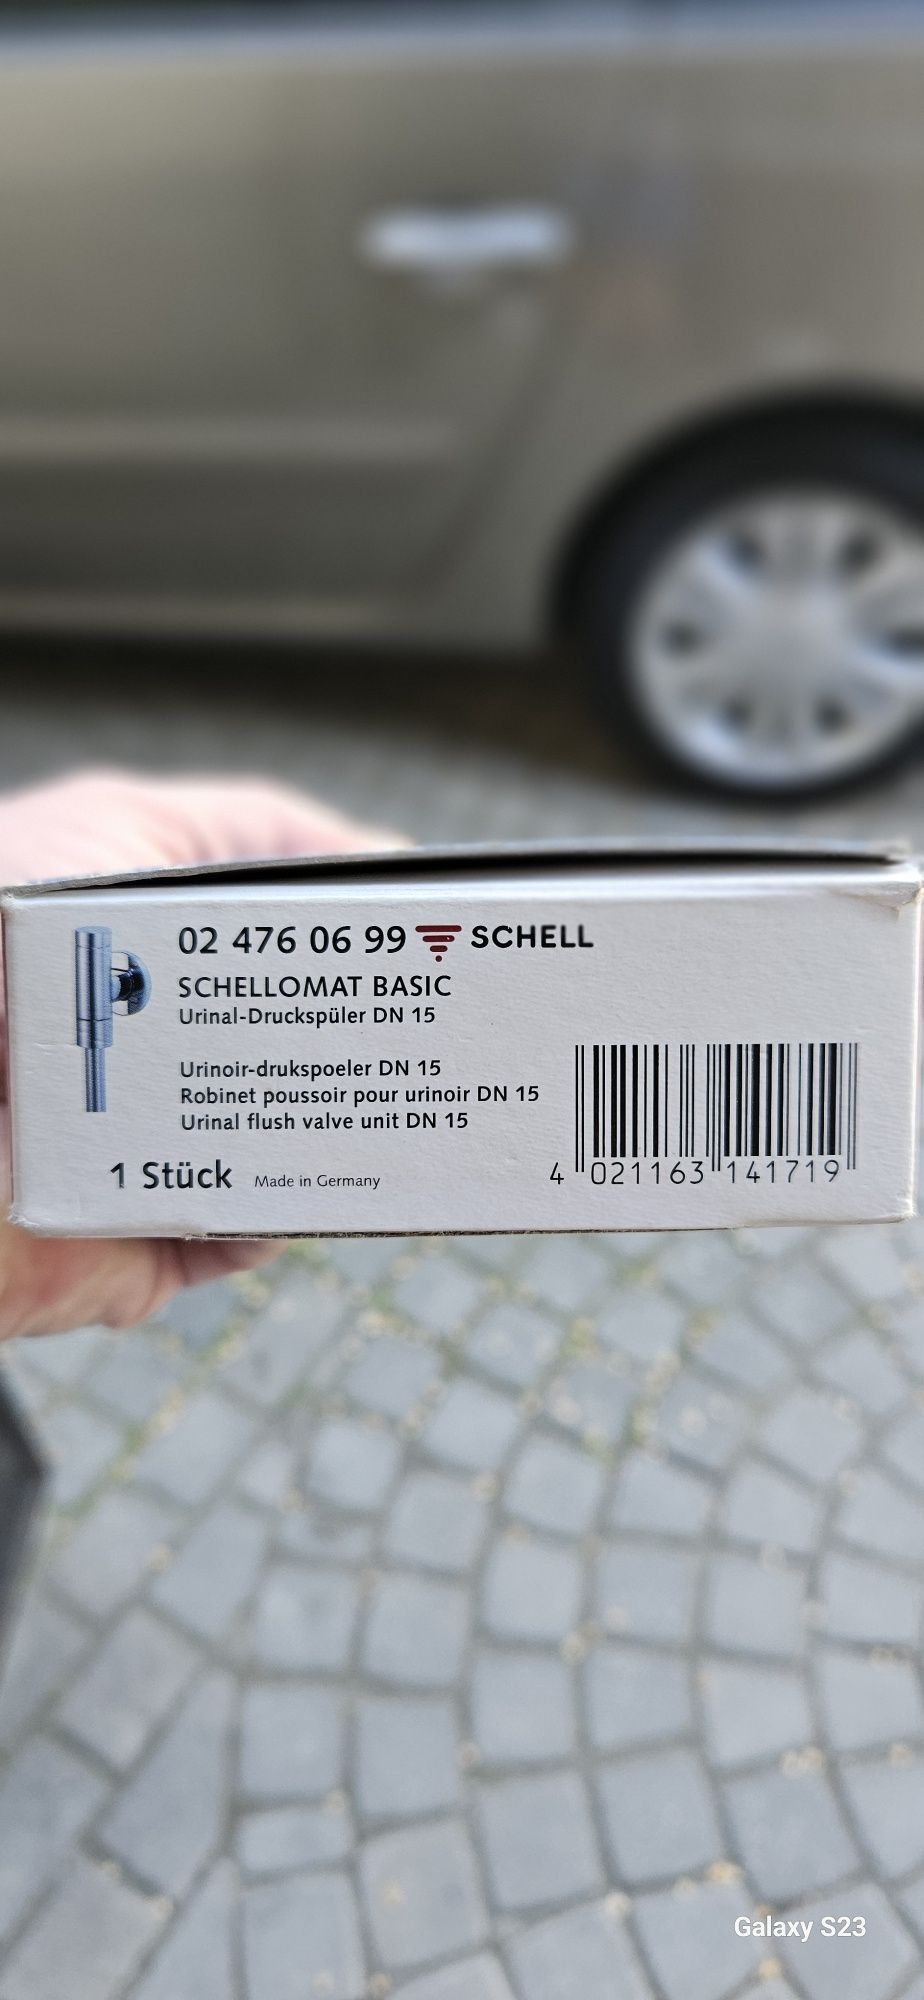 02 476 06 99 SCHELL
SCHELLOMAT BASIC
Urinal-Druckspüler DN 15
Urinoir-drukspoeler DN 15
Robinet poussoir pour urinoir DN 15
Urinal flush valve unit DN 15
1 Stück Made in Germany
4 021163 141719
Galaxy S23